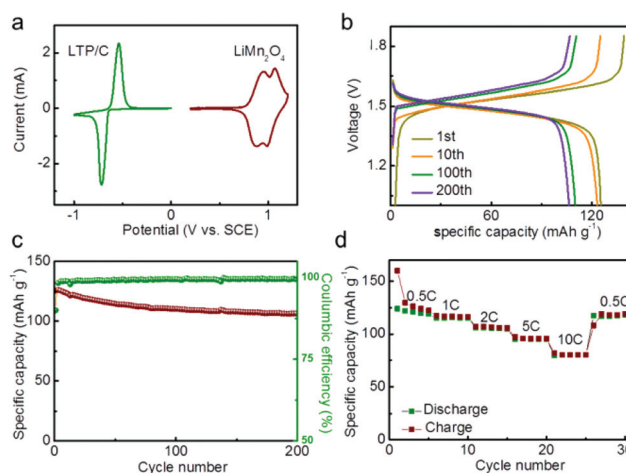 a
LTP/C
LiMn2O4
2
0
-2
Current (mA)
-1
0
1
Potential (V vs. SCE)
b
1.8
1.5
1.2
Voltage (V)
1st
10th
100th
200th
0
60
120
specific capacity (mAh g-1)
c
150
100
50
0
Specific capacity (mAh g-1)
100
75
50
Coulumbic efficiency (%)
0
100
200
Cycle number
d
150
100
50
0
Specific capacity (mAh g-1)
0.5C
1C
2C
5C
10C
0.5C
Discharge
Charge
0
10
20
30
Cycle number